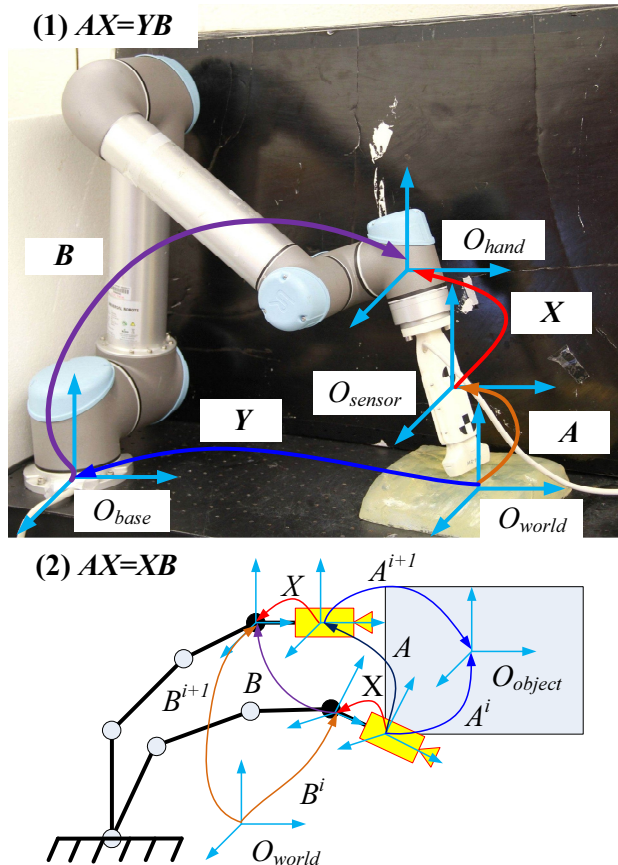 (1) AX=YB
B
O_hand
X
O_sensor
Y
A
O_base
O_world
(2) AX=XB
A^{i+1}
X
A
O_object
B^{i+1}
B
X
A^i
B^i
O_world